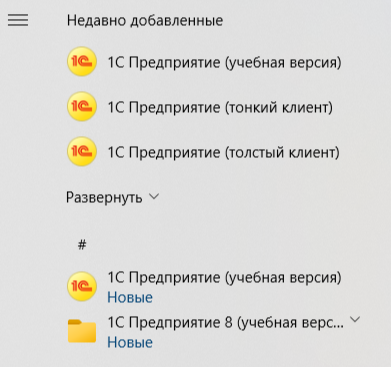 Недавно добавленные
1С Предприятие (учебная версия)
1С Предприятие (тонкий клиент)
1С Предприятие (толстый клиент)
Развернуть
#
1С Предприятие (учебная версия)
Новые
1С Предприятие 8 (учебная верс...
Новые